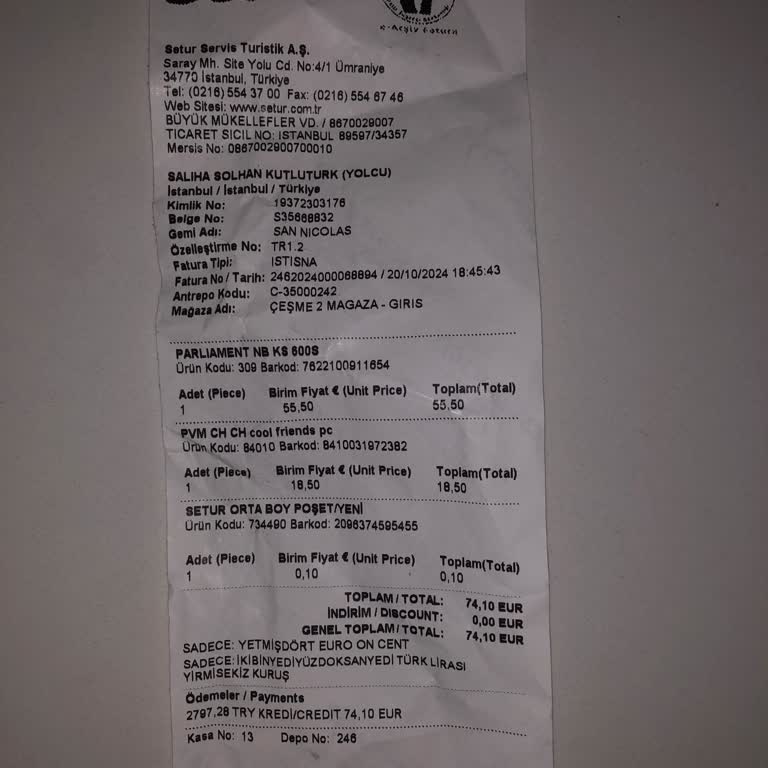 e-Arşiv Fatura
Setur Servis Turistik A.Ş.
Saray Mh. Site Yolu Cd. No:4/1 Ümraniye
34770 İstanbul, Türkiye
Tel: (0216) 554 37 00 Fax: (0216) 554 67 46
Web Sitesi: www.setur.com.tr
BÜYÜK MÜKELLEFLER VD. / 8670029007
TICARET SICIL NO: ISTANBUL 89597/34357
Mersis No: 0867002900700010
SALIHA SOLHAN KUTLUTURK (YOLCU)
İstanbul / İstanbul / Türkiye
Kimlik No: 19372303176
Belge No: S35668832
Gemi Adı: SAN NICOLAS
Özelleştirme No: TR1.2
Fatura Tipi: ISTISNA
Fatura No / Tarih: 2462024000068894 / 20/10/2024 18:45:43
Antrepo Kodu: C-35000242
Mağaza Adı: ÇEŞME 2 MAGAZA - GIRIS
PARLIAMENT NB KS 600S
Ürün Kodu: 309 Barkod: 7622100911654
Adet (Piece) Birim Fiyat € (Unit Price) Toplam(Total)
1 55,50 55,50
PVM CH CH cool friends pc
Ürün Kodu: 84010 Barkod: 8410031972382
Adet (Piece) Birim Fiyat € (Unit Price) Toplam(Total)
1 18,50 18,50
SETUR ORTA BOY POŞET/YENİ
Ürün Kodu: 734490 Barkod: 2096374595455
Adet (Piece) Birim Fiyat € (Unit Price) Toplam(Total)
1 0,10 0,10
TOPLAM / TOTAL: 74,10 EUR
İNDİRİM / DISCOUNT: 0,00 EUR
GENEL TOPLAM / TOTAL: 74,10 EUR
SADECE: YETMİŞDÖRT EURO ON CENT
SADECE: İKİBİNYEDİYÜZDOKSANYEDİ TÜRK LİRASI
YİRMİSEKİZ KURUŞ
Ödemeler / Payments
2797,28 TRY KREDİ/CREDIT 74,10 EUR
Kasa No: 13 Depo No: 246